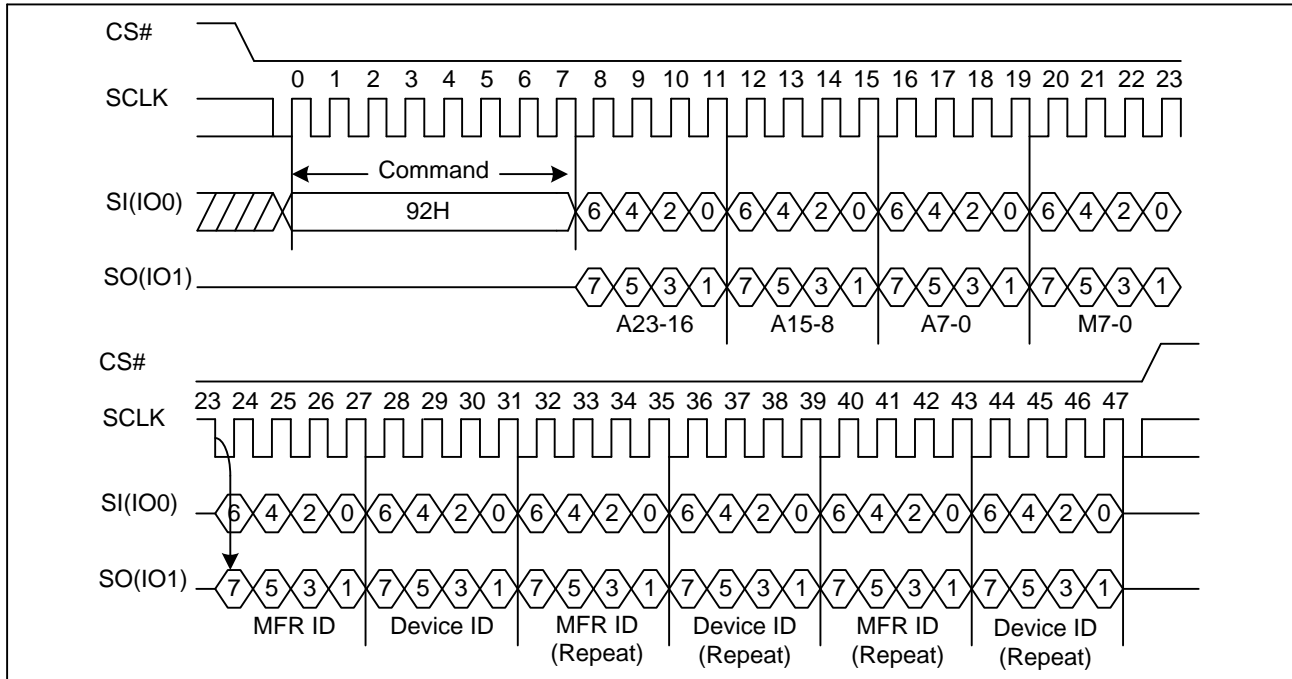 CS#
0 1 2 3 4 5 6 7 8 9 10 11 12 13 14 15 16 17 18 19 20 21 22 23
SCLK
Command
SI(IO0) 92H 6 4 2 0 6 4 2 0 6 4 2 0 6 4 2 0
SO(IO1) 7 5 3 1 7 5 3 1 7 5 3 1 7 5 3 1
A23-16 A15-8 A7-0 M7-0
CS#
23 24 25 26 27 28 29 30 31 32 33 34 35 36 37 38 39 40 41 42 43 44 45 46 47
SCLK
SI(IO0) 6 4 2 0 6 4 2 0 6 4 2 0 6 4 2 0 6 4 2 0 6 4 2 0
SO(IO1) 7 5 3 1 7 5 3 1 7 5 3 1 7 5 3 1 7 5 3 1 7 5 3 1
MFR ID Device ID MFR ID Device ID MFR ID Device ID
(Repeat) (Repeat) (Repeat) (Repeat)